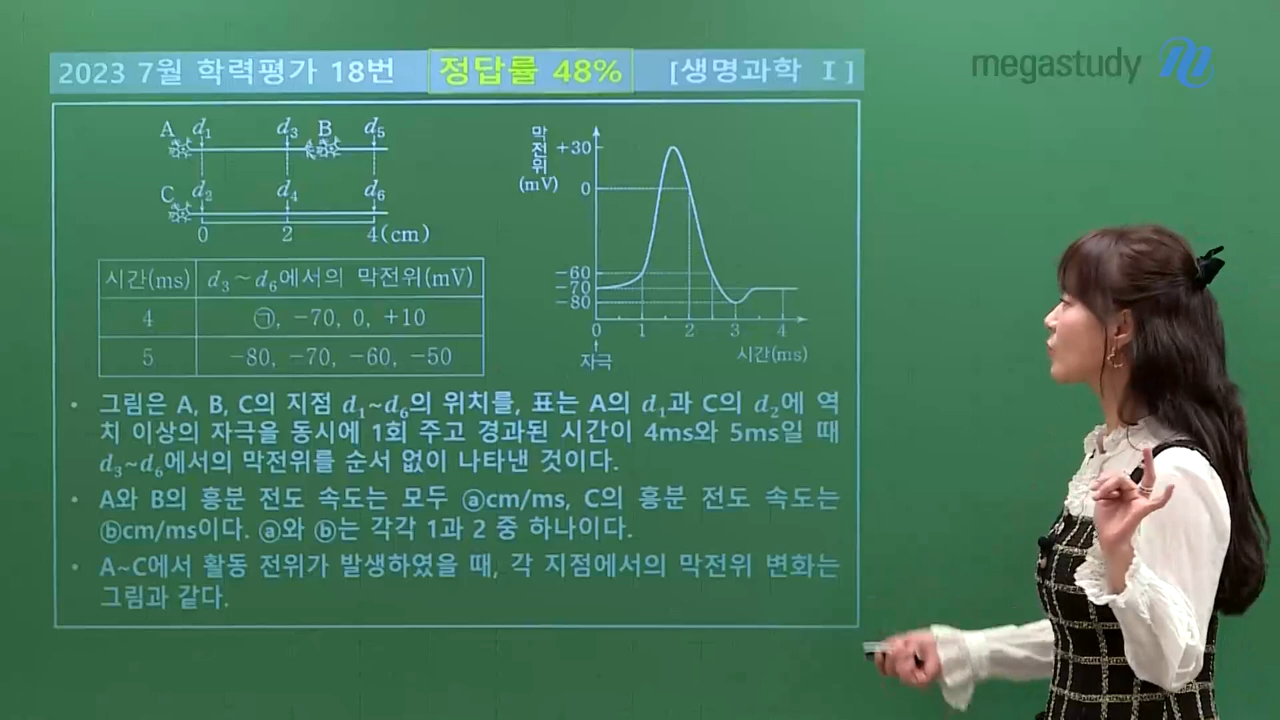 2023 7월 학력평가 18번 정답률 48% [생명과학 Ⅰ]
megastudy
A d₁ d₃ B d₅
C d₂ d₄ d₆
0 2 4(cm)
시간(ms) d₃~d₆에서의 막전위(mV)
4 ㉠, -70, 0, +10
5 -80, -70, -60, -50
막전위(mV)
+30
0
-60
-70
-80
0 1 2 3 4
자극
시간(ms)
• 그림은 A, B, C의 지점 d₁~d₆의 위치를, 표는 A의 d₁과 C의 d₂에 역
치 이상의 자극을 동시에 1회 주고 경과된 시간이 4ms와 5ms일 때
d₃~d₆에서의 막전위를 순서 없이 나타낸 것이다.
• A와 B의 흥분 전도 속도는 모두 ⓐcm/ms, C의 흥분 전도 속도는
ⓑcm/ms이다. ⓐ와 ⓑ는 각각 1과 2 중 하나이다.
• A~C에서 활동 전위가 발생하였을 때, 각 지점에서의 막전위 변화는
그림과 같다.